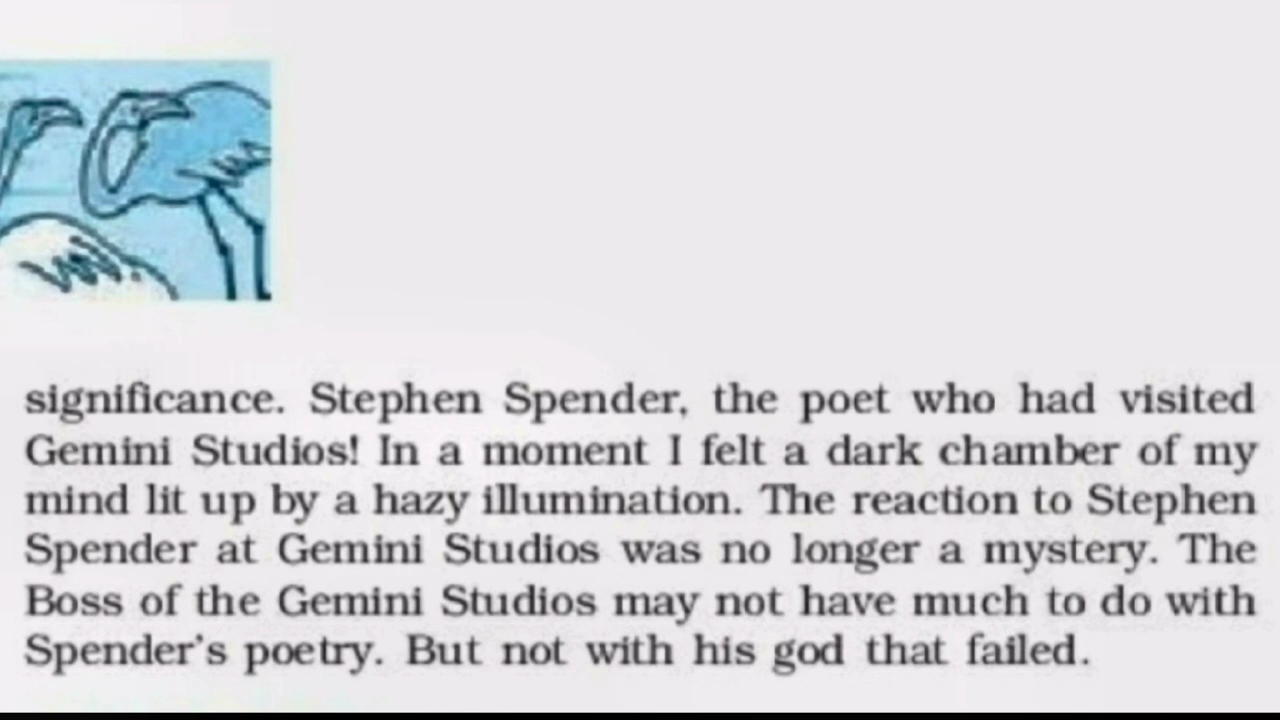 significance. Stephen Spender, the poet who had visited
Gemini Studios! In a moment I felt a dark chamber of my
mind lit up by a hazy illumination. The reaction to Stephen
Spender at Gemini Studios was no longer a mystery. The
Boss of the Gemini Studios may not have much to do with
Spender's poetry. But not with his god that failed.